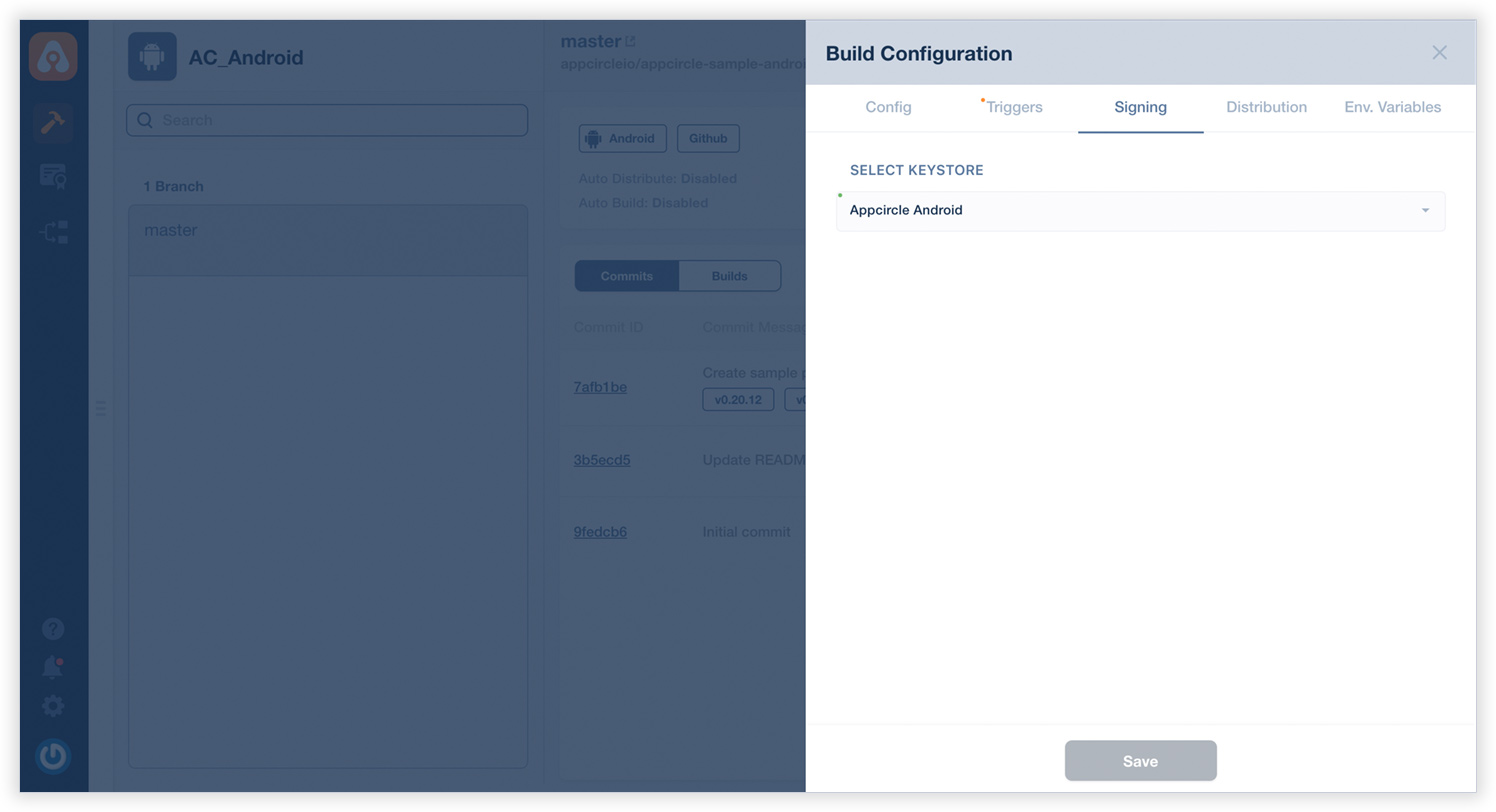 AC_Android
Search
1 Branch
master
master
appcircleio/appcircle-sample-androi
Android
Github
Auto Distribute: Disabled
Auto Build: Disabled
Commits
Builds
Commit ID
Commit Messa
7afb1be
Create sample
v0.20.12
3b5ecd5
Update READM
9fedcb6
Initial commit
Build Configuration
Config
Triggers
Signing
Distribution
Env. Variables
SELECT KEYSTORE
Appcircle Android
Save